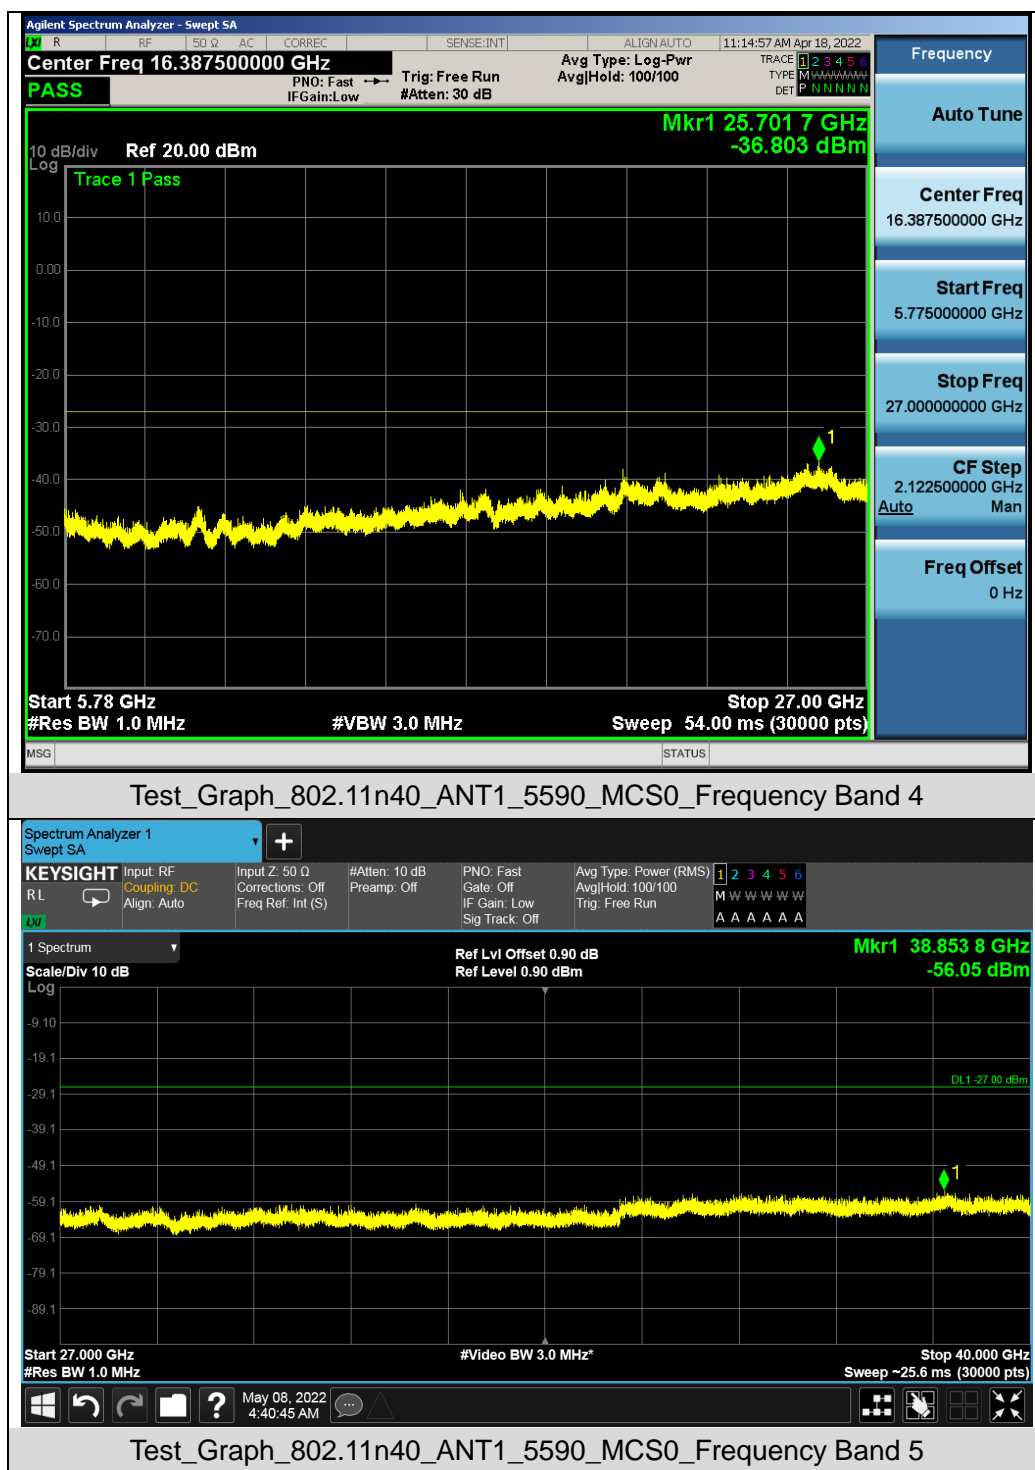 Agilent Spectrum Analyzer - Swept SA
LXI R RF 50 Ω AC CORREC SENSE:INT ALIGN AUTO 11:14:57 AM Apr 18, 2022
Center Freq 16.387500000 GHz
PASS
PNO: Fast
IFGain:Low
Trig: Free Run
#Atten: 30 dB
Avg Type: Log-Pwr
Avg|Hold: 100/100
TRACE 1 2 3 4 5 6
TYPE M
DET P N N N N N
Mkr1 25.701 7 GHz
-36.803 dBm
10 dB/div Ref 20.00 dBm
Log
Trace 1 Pass
10.0
0.00
-10.0
-20.0
-30.0
1
-40.0
-50.0
-60.0
-70.0
Start 5.78 GHz Stop 27.00 GHz
#Res BW 1.0 MHz #VBW 3.0 MHz Sweep 54.00 ms (30000 pts)
MSG STATUS
Frequency
Auto Tune
Center Freq
16.387500000 GHz
Start Freq
5.775000000 GHz
Stop Freq
27.000000000 GHz
CF Step
2.122500000 GHz
Auto Man
Freq Offset
0 Hz
Test_Graph_802.11n40_ANT1_5590_MCS0_Frequency Band 4
Spectrum Analyzer 1
Swept SA
+
KEYSIGHT
R L
LXI
Input: RF
Coupling: DC
Align: Auto
Input Z: 50 Ω
Corrections: Off
Freq Ref: Int (S)
#Atten: 10 dB
Preamp: Off
PNO: Fast
Gate: Off
IF Gain: Low
Sig Track: Off
Avg Type: Power (RMS)
Avg|Hold: 100/100
Trig: Free Run
1 2 3 4 5 6
M W W W W W
A A A A A A
1 Spectrum
Scale/Div 10 dB
Log
Ref Lvl Offset 0.90 dB
Ref Level 0.90 dBm
Mkr1 38.853 8 GHz
-56.05 dBm
-9.10
-19.1
DL1 -27.00 dBm
-29.1
-39.1
-49.1
1
-59.1
-69.1
-79.1
-89.1
Start 27.000 GHz #Video BW 3.0 MHz* Stop 40.000 GHz
#Res BW 1.0 MHz Sweep ~25.6 ms (30000 pts)
?
May 08, 2022
4:40:45 AM
Test_Graph_802.11n40_ANT1_5590_MCS0_Frequency Band 5